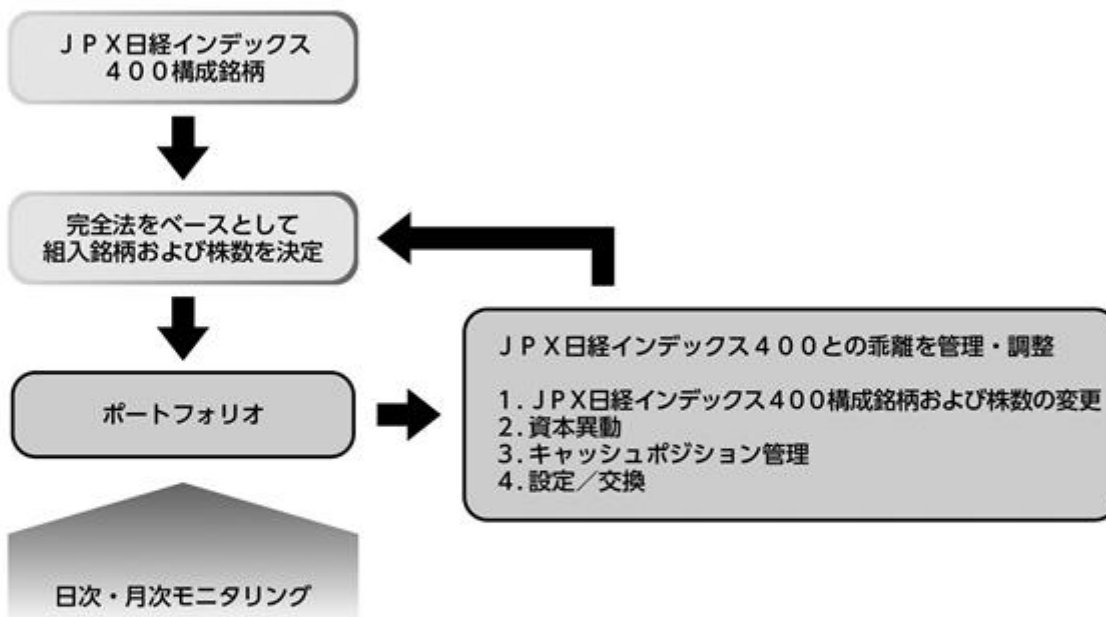 ＪＰＸ日経インデックス
４００構成銘柄
完全法をベースとして
組入銘柄および株数を決定
ポートフォリオ
ＪＰＸ日経インデックス４００との乖離を管理・調整
１．ＪＰＸ日経インデックス４００構成銘柄および株数の変更
２．資本異動
３．キャッシュポジション管理
４．設定／交換
日次・月次モニタリング